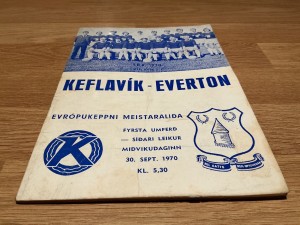 KEFLAVÍK - EVERTON
EVRÓPUKEPPNI MEISTARALIÐA
FYRSTA UMFERÐ
— SÍÐARI LEIKUR
MIÐVIKUDAGINN
30. SEPT. 1970
KL. 5,30
K